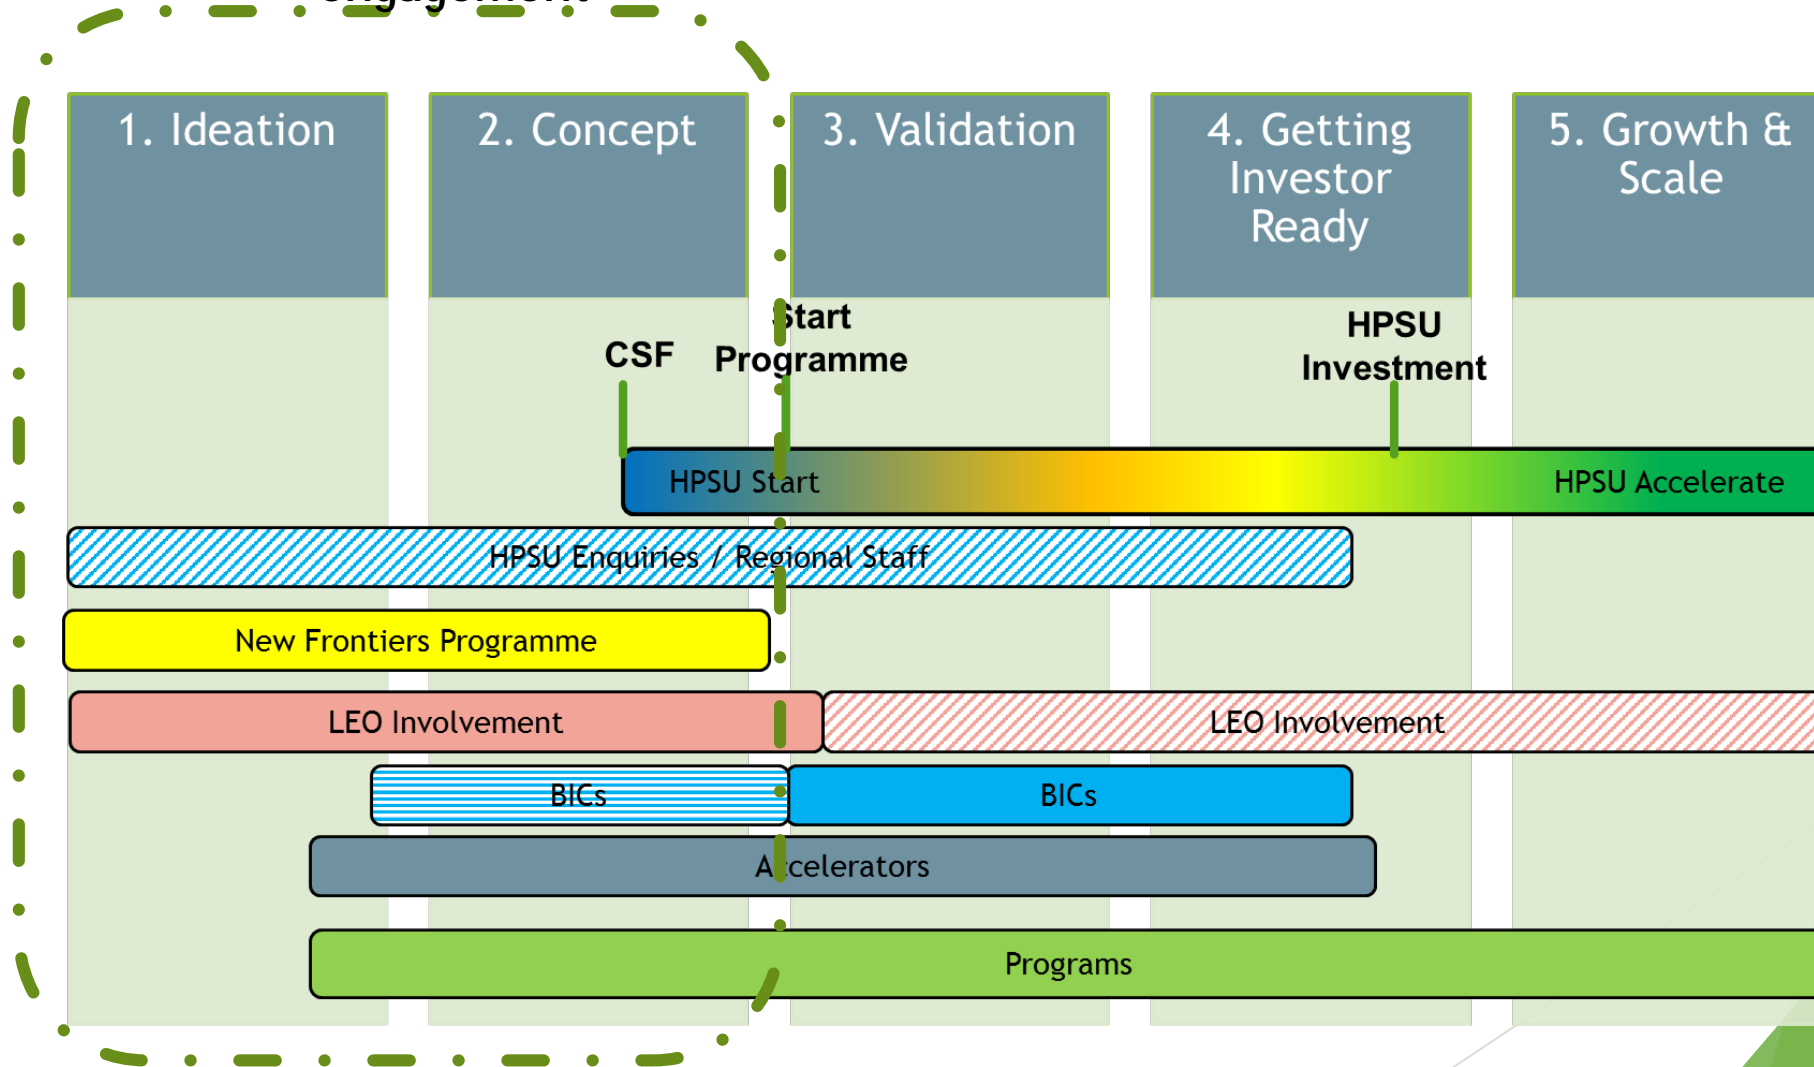 engagement
1. Ideation
2. Concept
3. Validation
4. Getting
Investor
Ready
5. Growth &
Scale
CSF
Start
Programme
HPSU
Investment
HPSU Start
HPSU Accelerate
HPSU Enquiries / Regional Staff
New Frontiers Programme
LEO Involvement
LEO Involvement
BICs
BICs
Accelerators
Programs